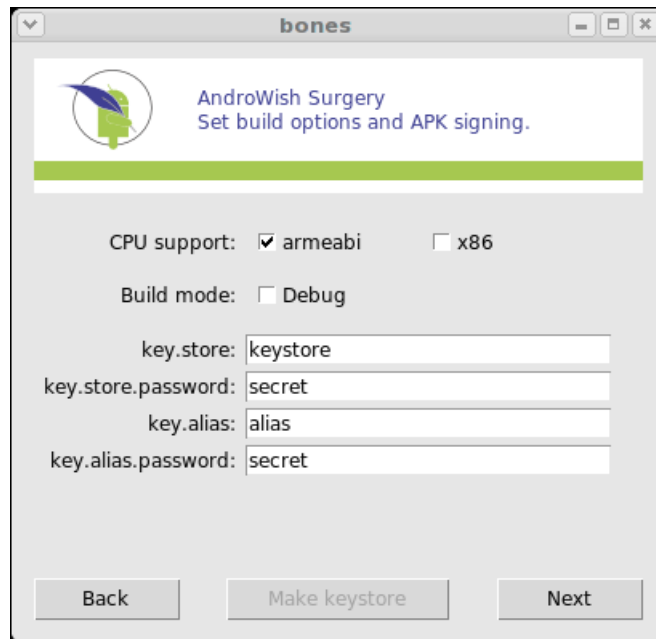 bones
AndroWish Surgery
Set build options and APK signing.
CPU support: armeabi x86
Build mode: Debug
key.store: keystore
key.store.password: secret
key.alias: alias
key.alias.password: secret
Back Make keystore Next